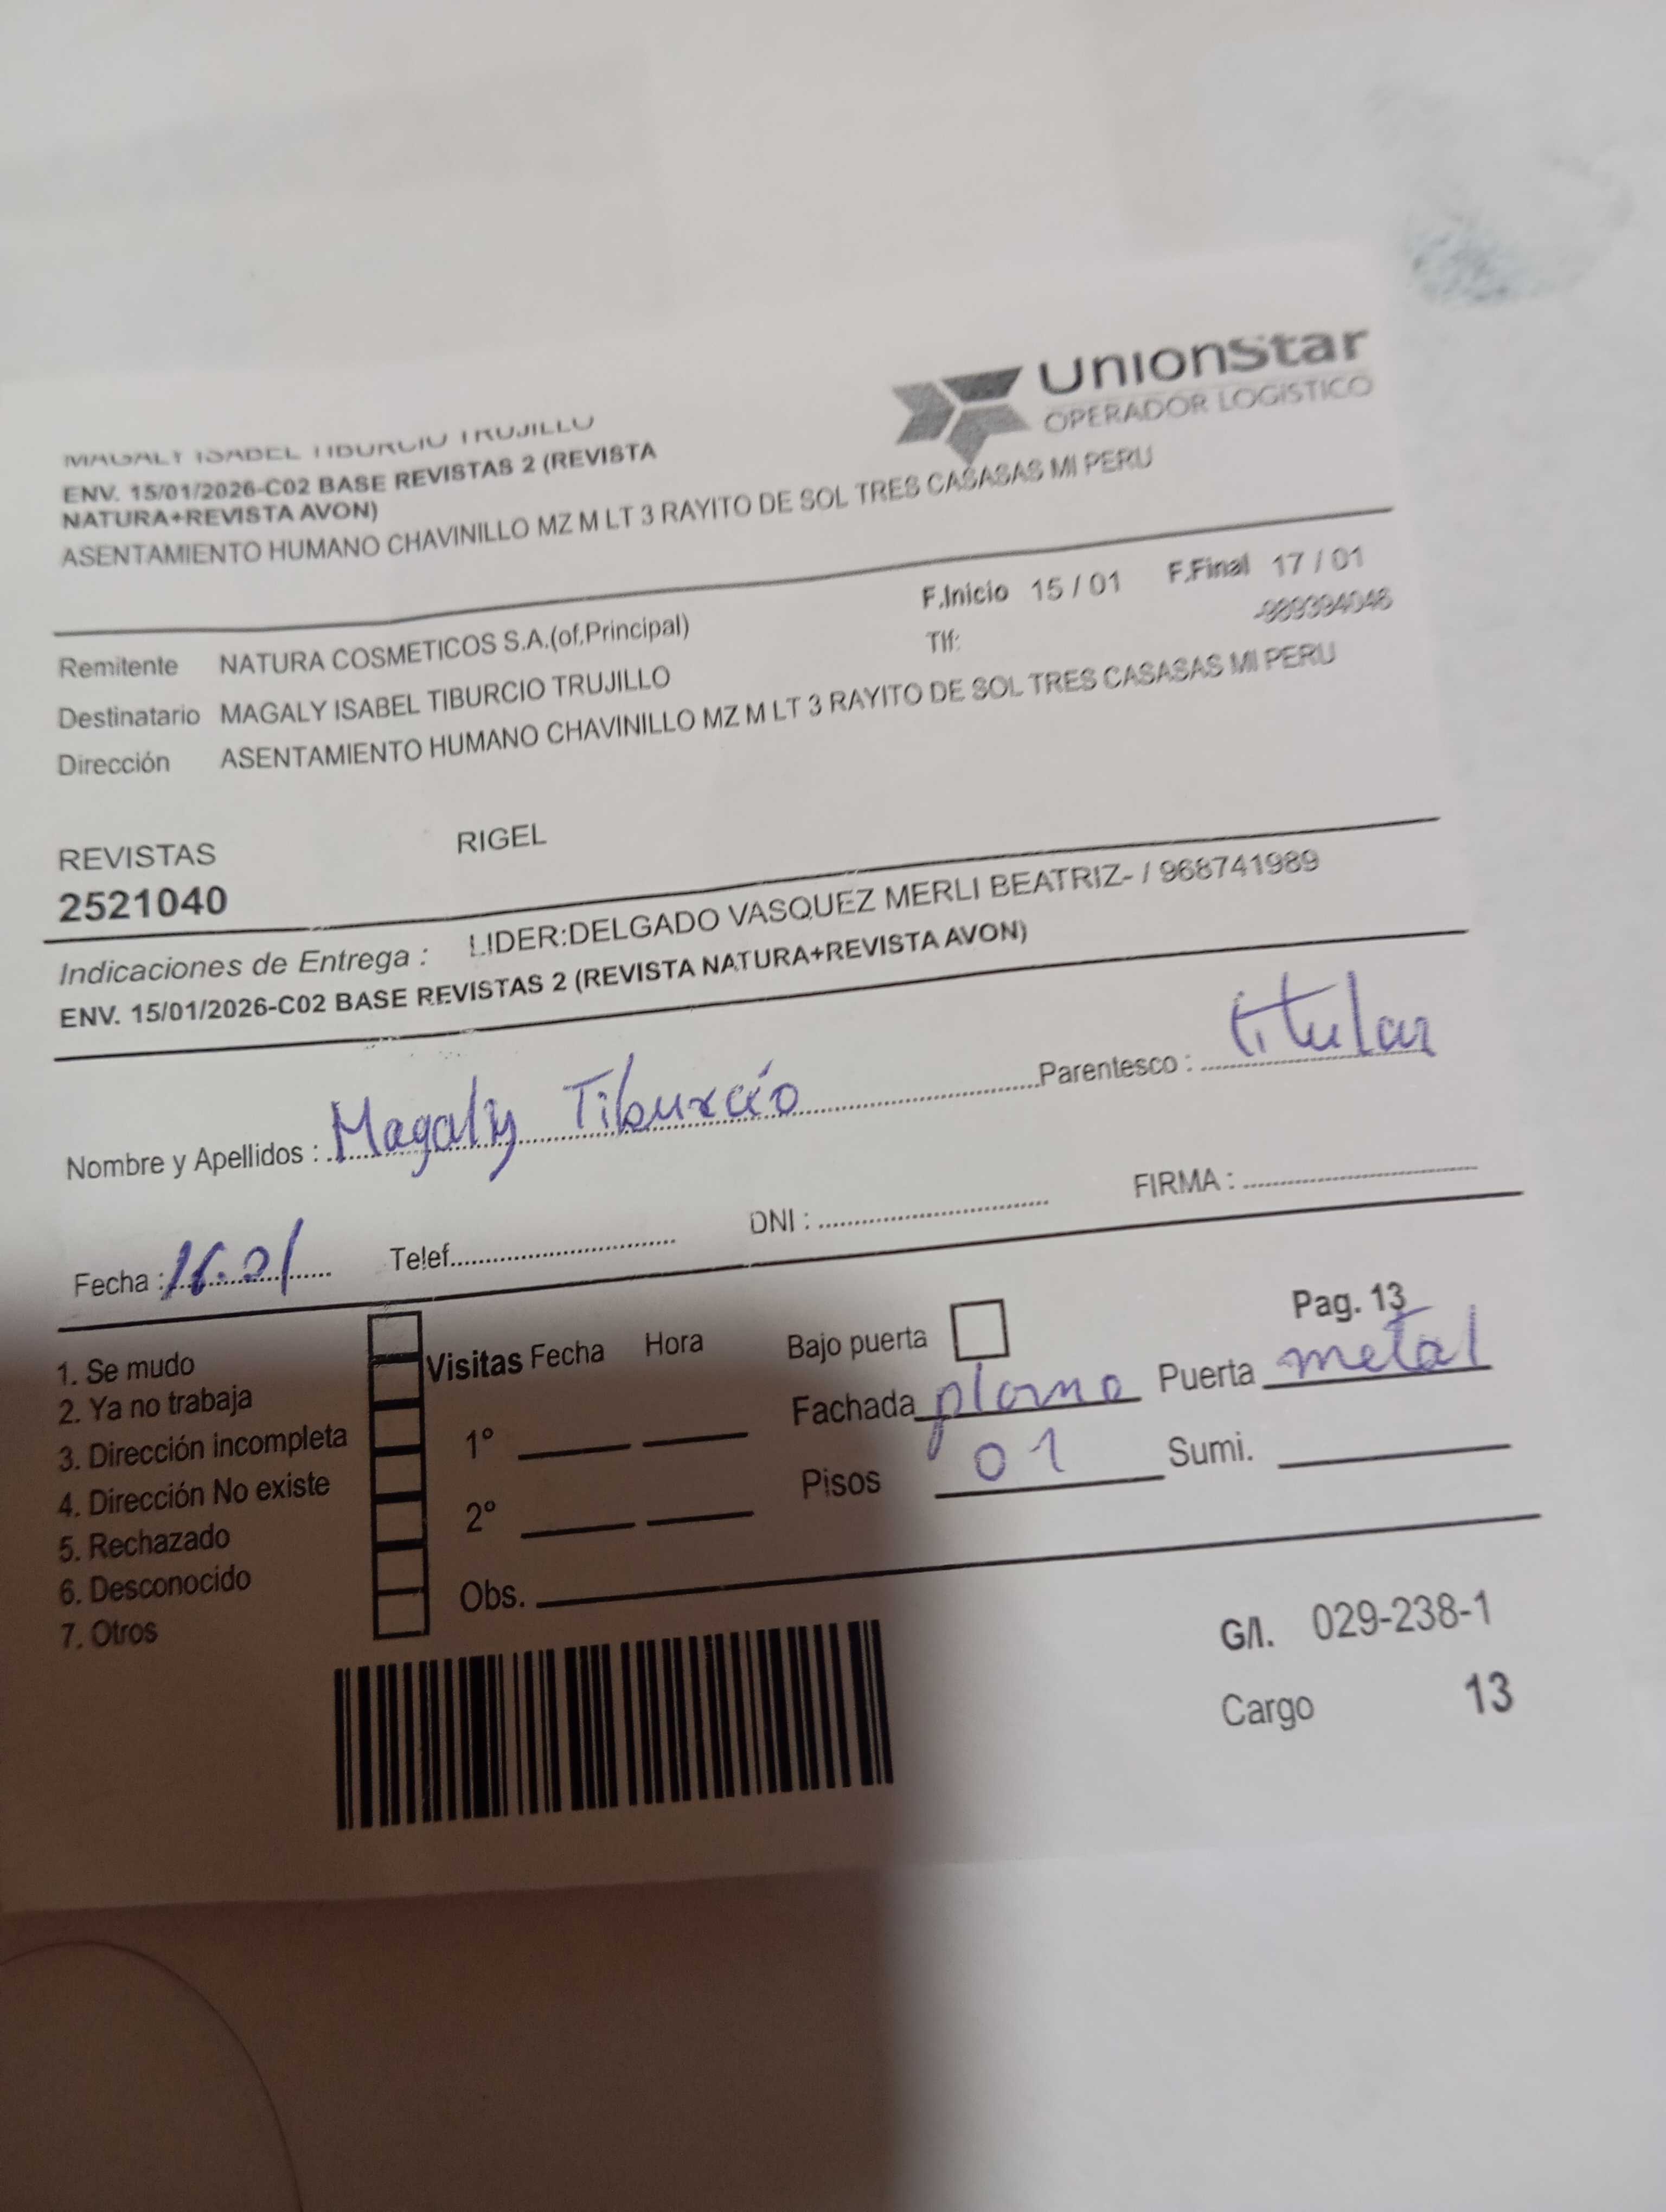 UnionStar
OPERADOR LOGISTICO
MAGALY ISABEL TIBURCIO TRUJILLO
ENV. 15/01/2026-C02 BASE REVISTAS 2 (REVISTA
NATURA+REVISTA AVON)
ASENTAMIENTO HUMANO CHAVINILLO MZ M LT 3 RAYITO DE SOL TRES CASASAS MI PERU
F.Inicio 15 / 01 F.Final 17 / 01
Remitente NATURA COSMETICOS S.A.(of.Principal) Tlf: -989394046
Destinatario MAGALY ISABEL TIBURCIO TRUJILLO
Dirección ASENTAMIENTO HUMANO CHAVINILLO MZ M LT 3 RAYITO DE SOL TRES CASASAS MI PERU
REVISTAS RIGEL
2521040
Indicaciones de Entrega : LIDER:DELGADO VASQUEZ MERLI BEATRIZ- / 968741989
ENV. 15/01/2026-C02 BASE REVISTAS 2 (REVISTA NATURA+REVISTA AVON)
Nombre y Apellidos : Magaly Tiburcio Parentesco : titular
Fecha : 16.01 Telef. DNI : FIRMA :
Pag. 13
1. Se mudo
2. Ya no trabaja
3. Dirección incompleta
4. Dirección No existe
5. Rechazado
6. Desconocido
7. Otros
Visitas Fecha Hora
1°
2°
Obs.
Bajo puerta
Fachada plomo Puerta metal
Pisos 01 Sumi.
G/I. 029-238-1
Cargo 13